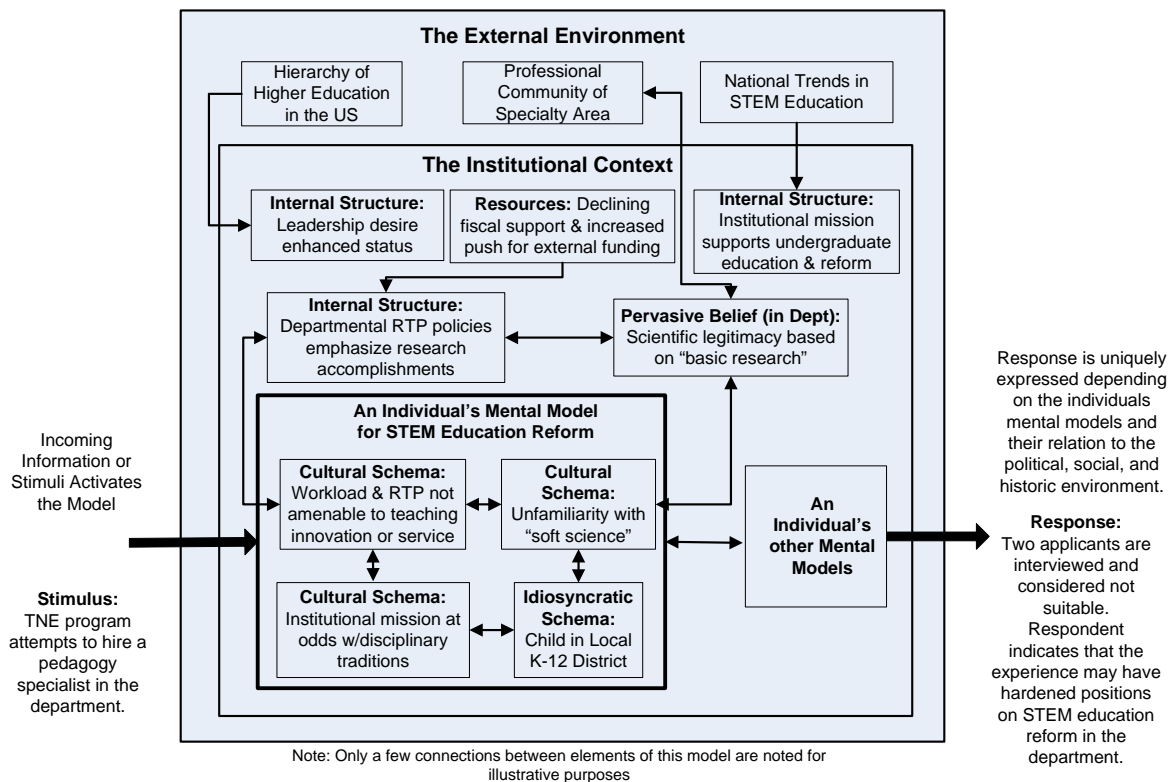 The External Environment
Hierarchy of
Higher Education
in the US
Professional
Community of
Specialty Area
National Trends in
STEM Education
The Institutional Context
Internal Structure:
Leadership desire
enhanced status
Resources: Declining
fiscal support & increased
push for external funding
Internal Structure:
Institutional mission
supports undergraduate
education & reform
Internal Structure:
Departmental RTP policies
emphasize research
accomplishments
Pervasive Belief (in Dept):
Scientific legitimacy based
on “basic research”
An Individual’s Mental Model
for STEM Education Reform
Cultural Schema:
Workload & RTP not
amenable to teaching
innovation or service
Cultural
Schema:
Unfamiliarity with
“soft science”
Cultural Schema:
Institutional mission at
odds w/disciplinary
traditions
Idiosyncratic
Schema:
Child in Local
K-12 District
An
Individual’s
other Mental
Models
Incoming
Information or
Stimuli Activates
the Model
Stimulus:
TNE program
attempts to hire a
pedagogy
specialist in the
department.
Response is uniquely
expressed depending
on the individuals
mental models and
their relation to the
political, social, and
historic environment.
Response:
Two applicants are
interviewed and
considered not
suitable.
Respondent
indicates that the
experience may have
hardened positions
on STEM education
reform in the
department.
Note: Only a few connections between elements of this model are noted for
illustrative purposes